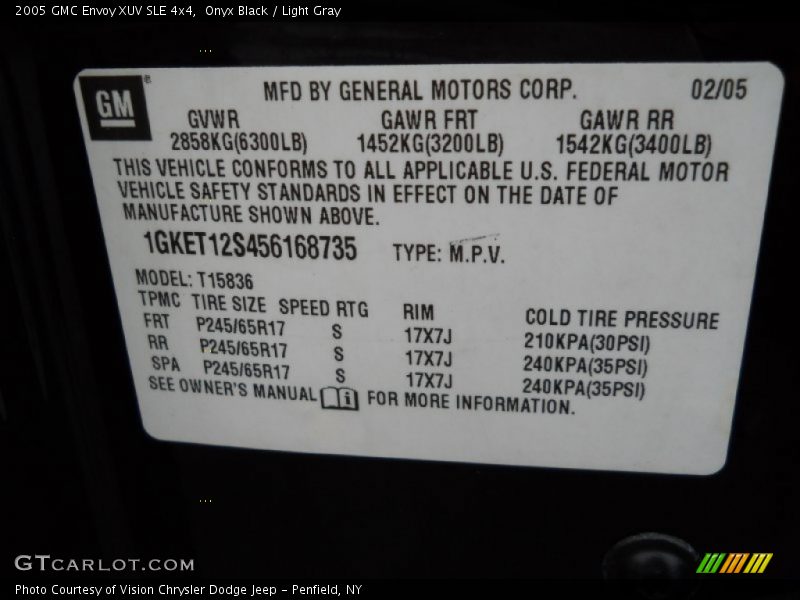 2005 GMC Envoy XUV SLE 4x4, Onyx Black / Light Gray
GM
MFD BY GENERAL MOTORS CORP. 02/05
GVWR GAWR FRT GAWR RR
2858KG(6300LB) 1452KG(3200LB) 1542KG(3400LB)
THIS VEHICLE CONFORMS TO ALL APPLICABLE U.S. FEDERAL MOTOR
VEHICLE SAFETY STANDARDS IN EFFECT ON THE DATE OF
MANUFACTURE SHOWN ABOVE.
1GKET12S456168735 TYPE: M.P.V.
MODEL: T15836
TPMC TIRE SIZE SPEED RTG RIM COLD TIRE PRESSURE
FRT P245/65R17 S 17X7J 210KPA(30PSI)
RR P245/65R17 S 17X7J 240KPA(35PSI)
SPA P245/65R17 S 17X7J 240KPA(35PSI)
SEE OWNER'S MANUAL FOR MORE INFORMATION.
GTCARLOT.COM
Photo Courtesy of Vision Chrysler Dodge Jeep - Penfield, NY